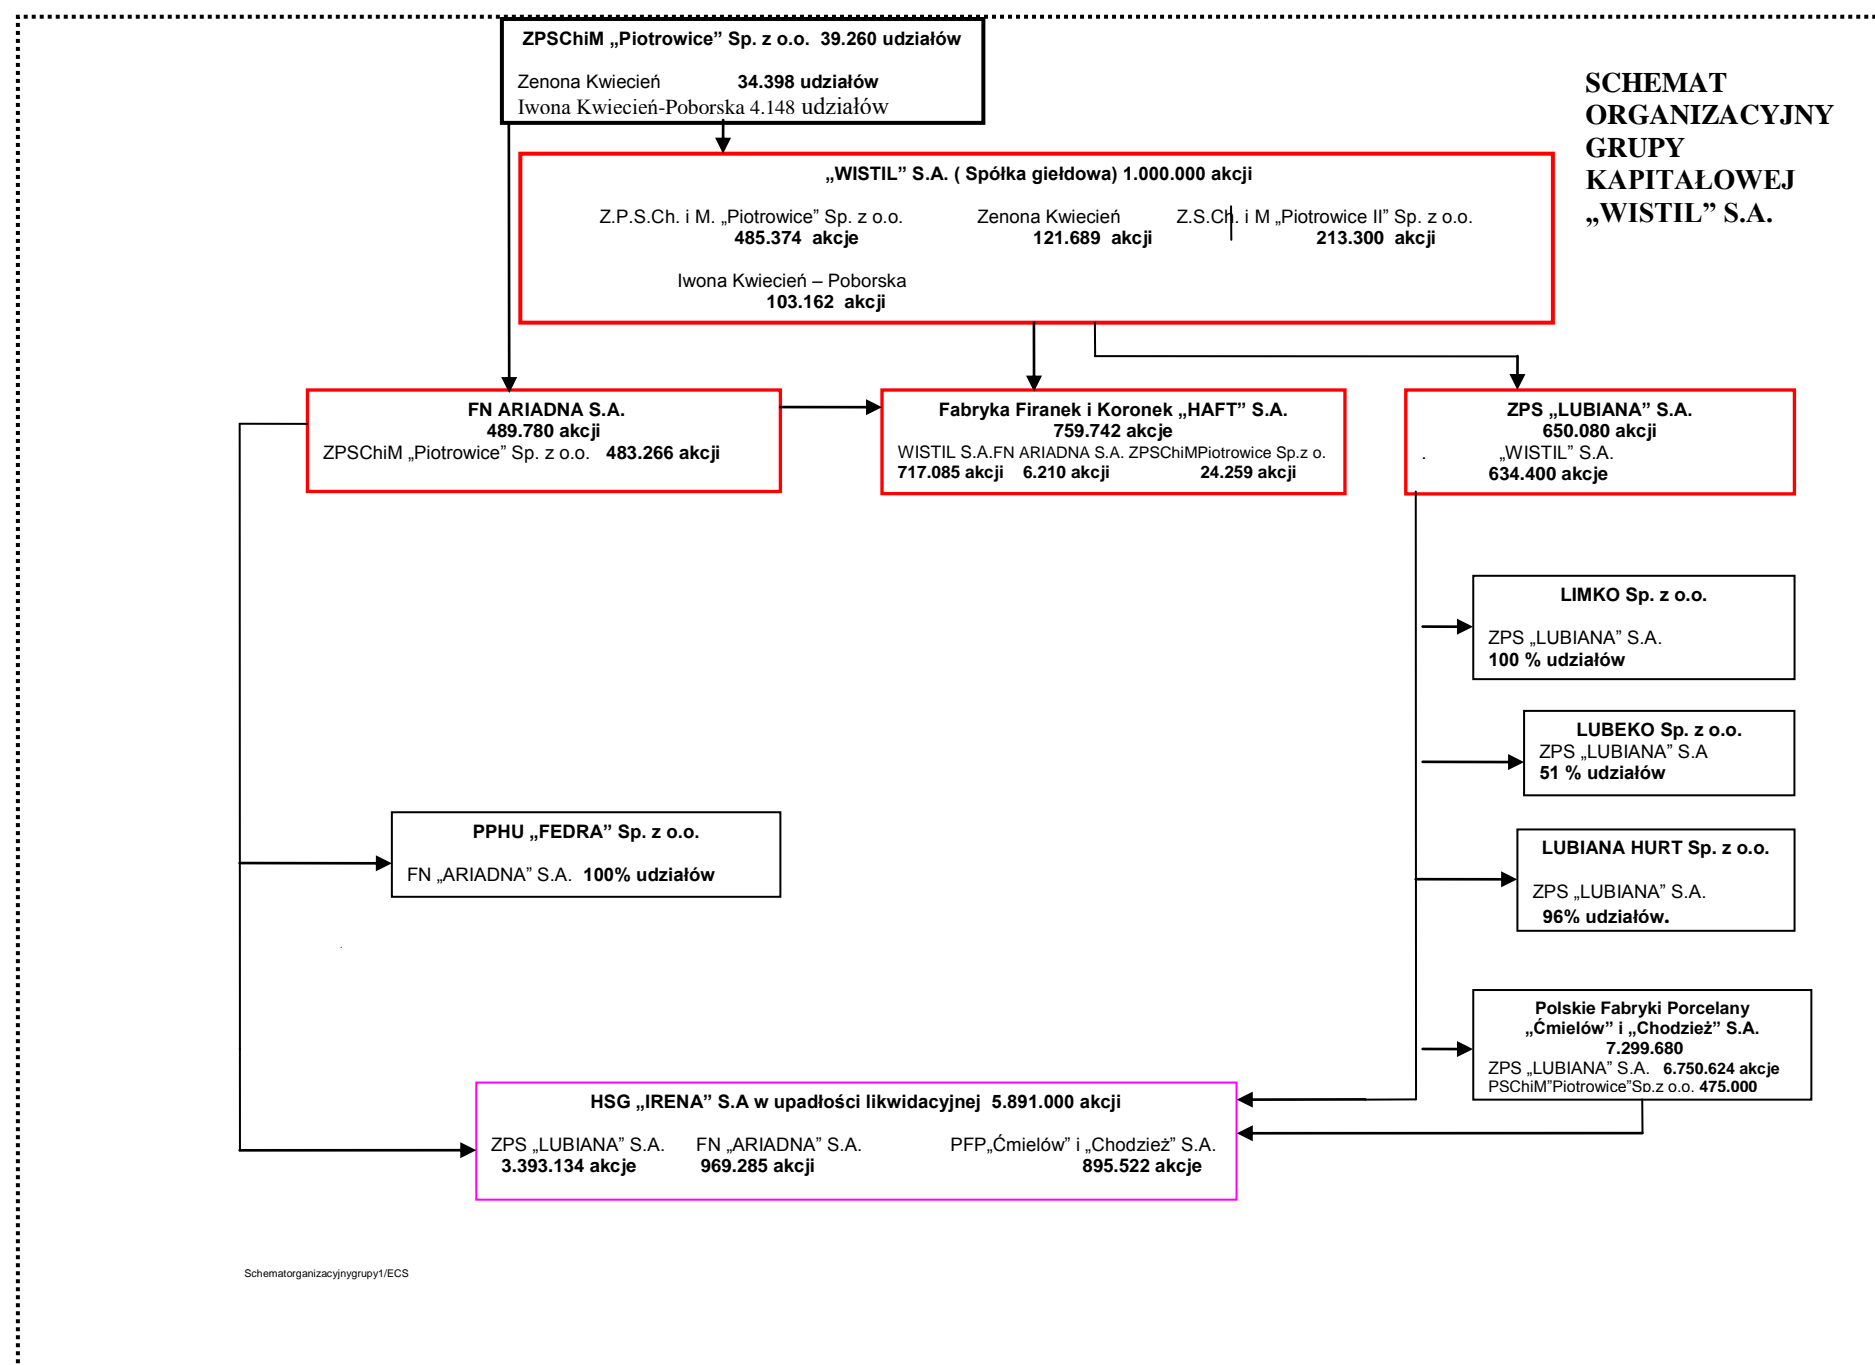 ZPSChiM „Piotrowice” Sp. z o.o. 39.260 udziałów
Zenona Kwiecień 34.398 udziałów
Iwona Kwiecień-Poborska 4.148 udziałów
SCHEMAT
ORGANIZACYJNY
GRUPY
KAPITAŁOWEJ
„WISTIL” S.A.
„WISTIL” S.A. ( Spółka giełdowa) 1.000.000 akcji
Z.P.S.Ch. i M. „Piotrowice” Sp. z o.o. Zenona Kwiecień Z.S.Ch. i M „Piotrowice II” Sp. z o.o.
485.374 akcje 121.689 akcji 213.300 akcji
Iwona Kwiecień – Poborska
103.162 akcji
FN ARIADNA S.A.
489.780 akcji
ZPSChiM „Piotrowice” Sp. z o.o. 483.266 akcji
Fabryka Firanek i Koronek „HAFT” S.A.
759.742 akcje
WISTIL S.A.FN ARIADNA S.A. ZPSChiMPiotrowice Sp.z o.
717.085 akcji 6.210 akcji 24.259 akcji
ZPS „LUBIANA” S.A.
650.080 akcji
. „WISTIL” S.A.
634.400 akcje
LIMKO Sp. z o.o.
ZPS „LUBIANA” S.A.
100 % udziałów
LUBEKO Sp. z o.o.
ZPS „LUBIANA” S.A
51 % udziałów
PPHU „FEDRA” Sp. z o.o.
FN „ARIADNA” S.A. 100% udziałów
LUBIANA HURT Sp. z o.o.
ZPS „LUBIANA” S.A.
96% udziałów.
Polskie Fabryki Porcelany
„Ćmielów” i „Chodzież” S.A.
7.299.680
ZPS „LUBIANA” S.A. 6.750.624 akcje
PSChiM”Piotrowice”Sp.z o.o. 475.000
HSG „IRENA” S.A w upadłości likwidacyjnej 5.891.000 akcji
ZPS „LUBIANA” S.A. FN „ARIADNA” S.A. PFP„Ćmielów” i „Chodzież” S.A.
3.393.134 akcje 969.285 akcji 895.522 akcje
Schematorganizacyjnygrupy1/ECS